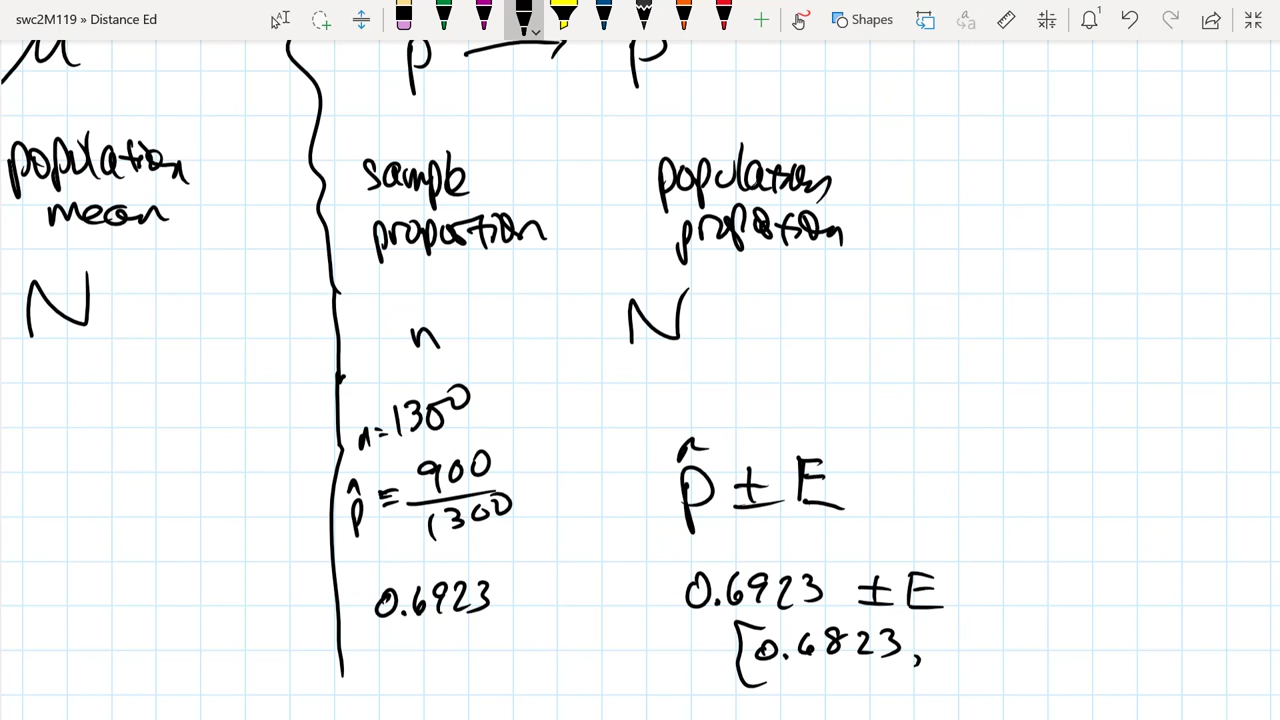 swc2M119 » Distance Ed
Shapes
μ
population
mean
N
p̂ → p
sample
proportion
population
proportion
n
N
n=1300
p̂ = 900/1300
0.6923
p̂ ± E
0.6923 ± E
[0.6823,